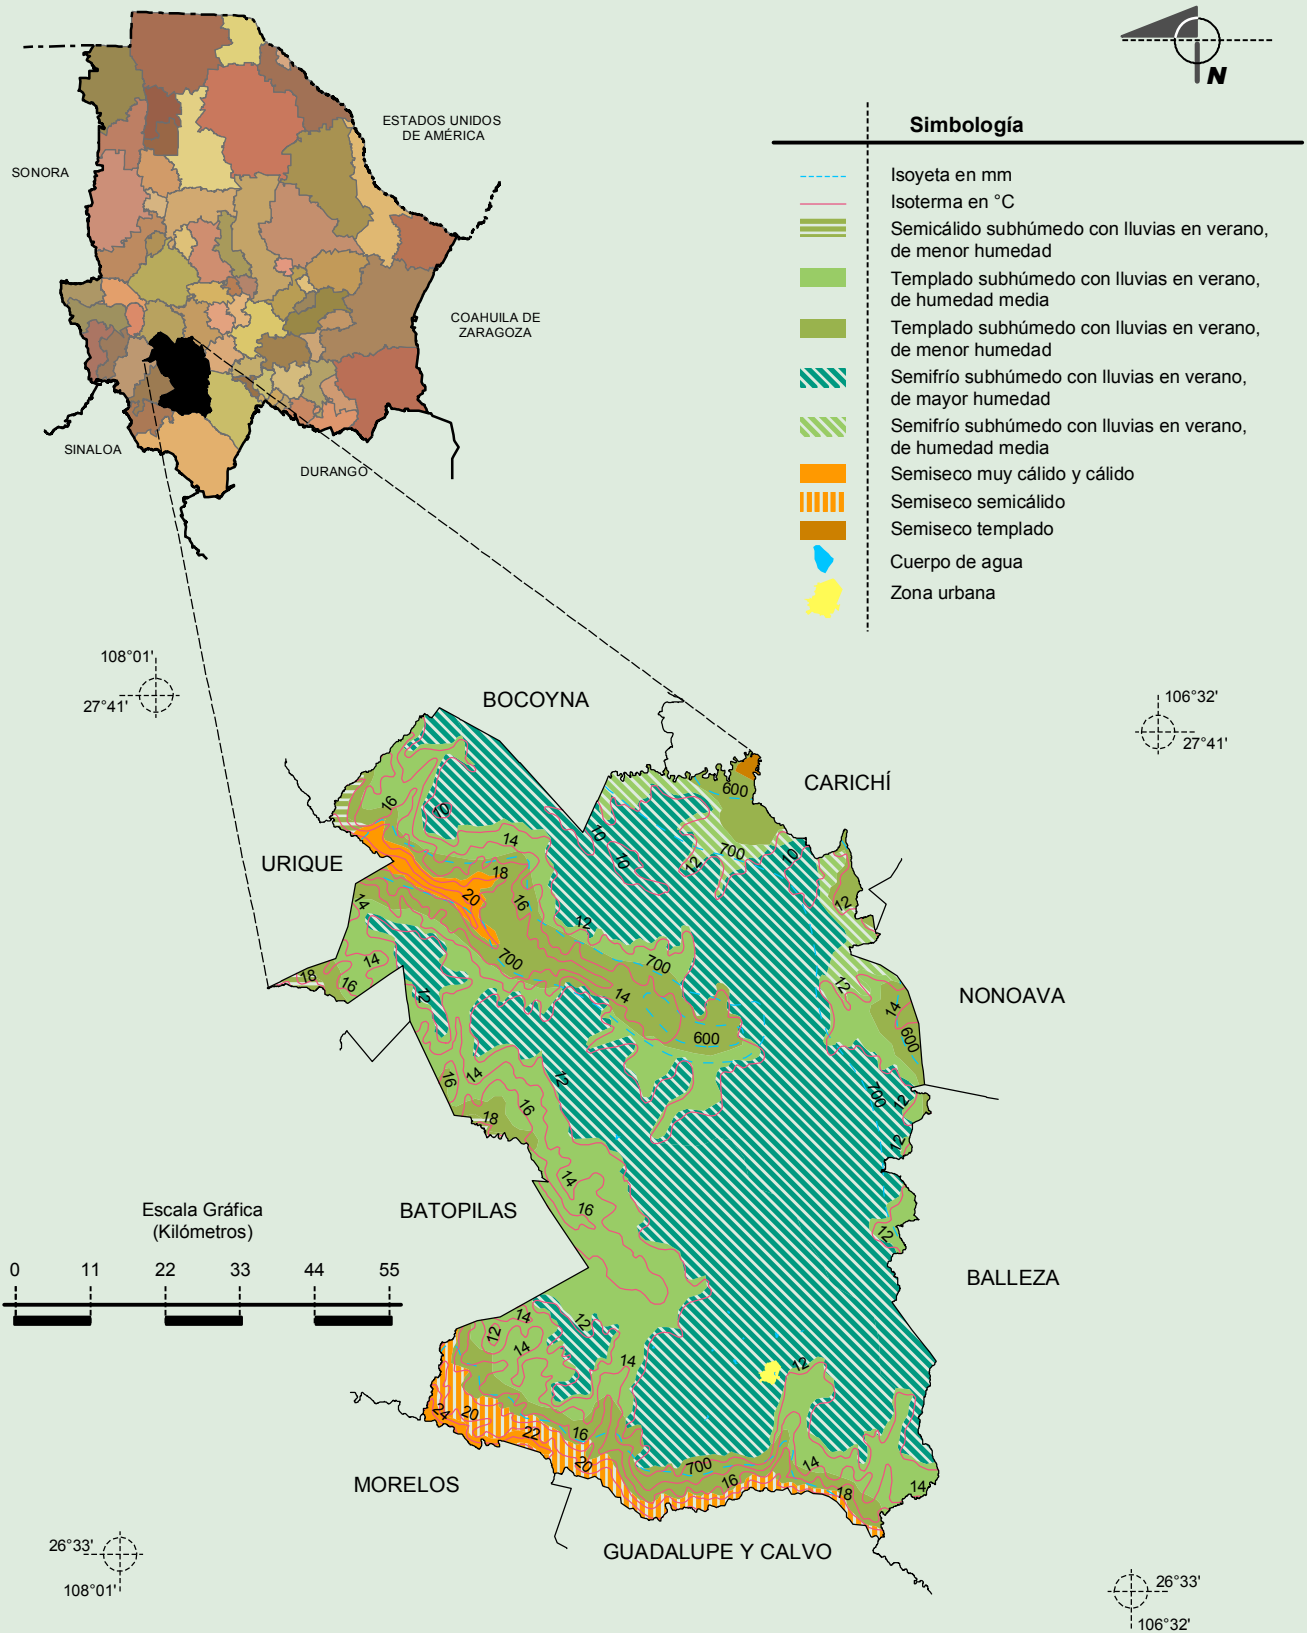 N
ESTADOS UNIDOS
DE AMÉRICA
SONORA
COAHUILA DE
ZARAGOZA
SINALOA
DURANGO
Simbología
Isoyeta en mm
Isoterma en °C
Semicálido subhúmedo con lluvias en verano,
de menor humedad
Templado subhúmedo con lluvias en verano,
de humedad media
Templado subhúmedo con lluvias en verano,
de menor humedad
Semifrío subhúmedo con lluvias en verano,
de mayor humedad
Semifrío subhúmedo con lluvias en verano,
de humedad media
Semiseco muy cálido y cálido
Semiseco semicálido
Semiseco templado
Cuerpo de agua
Zona urbana
108°01'
27°41'
106°32'
27°41'
BOCOYNA
CARICHÍ
600
16
10
14
10
10
700
12
10
URIQUE
18
20
16
14
12
12
700
700
14
18
16
14
12
14
600
12
14
600
NONOAVA
16
14
12
16
18
700
12
12
14
16
12
BATOPILAS
BALLEZA
Escala Gráfica
(Kilómetros)
0 11 22 33 44 55
14
12
12
14
14
12
24
20
22
16
20
700
16
14
18
14
MORELOS
GUADALUPE Y CALVO
26°33'
108°01'
26°33'
106°32'